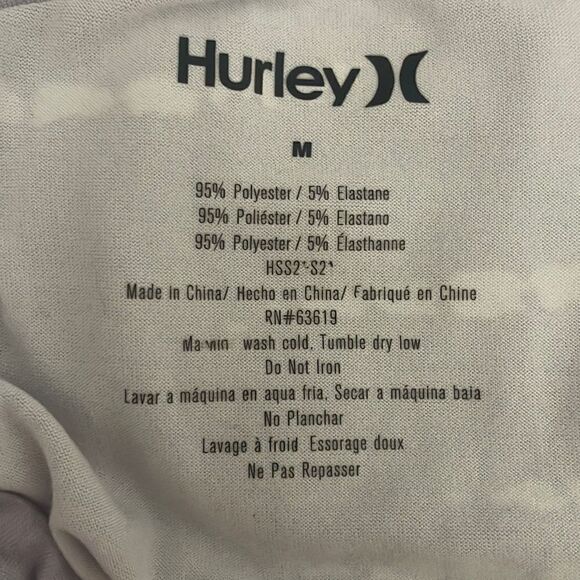 Hurley
M
95% Polyester / 5% Elastane
95% Poliéster / 5% Elastano
95% Polyester / 5% Élasthanne
Made in China/ Hecho en China/ Fabriqué en Chine
RN#63619
wash cold, Tumble dry low
Do Not Iron
Lavar a máquina en aqua fria, Secar a máquina baia
No Planchar
Lavage à froid Essorage doux
Ne Pas Repasser